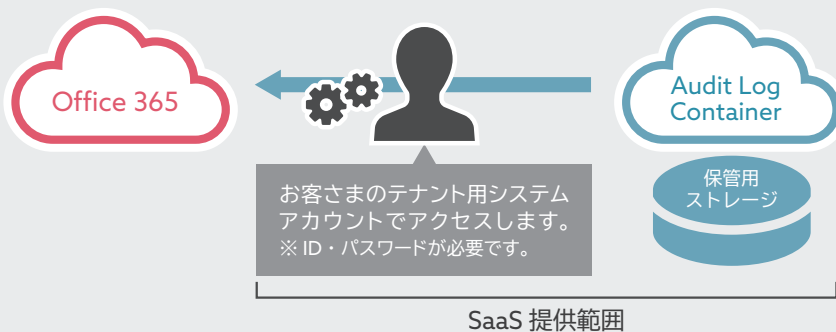 Office 365
Audit Log
Container
お客さまのテナント用システム
アカウントでアクセスします。
※ ID・パスワードが必要です。
保管用
ストレージ
SaaS 提供範囲